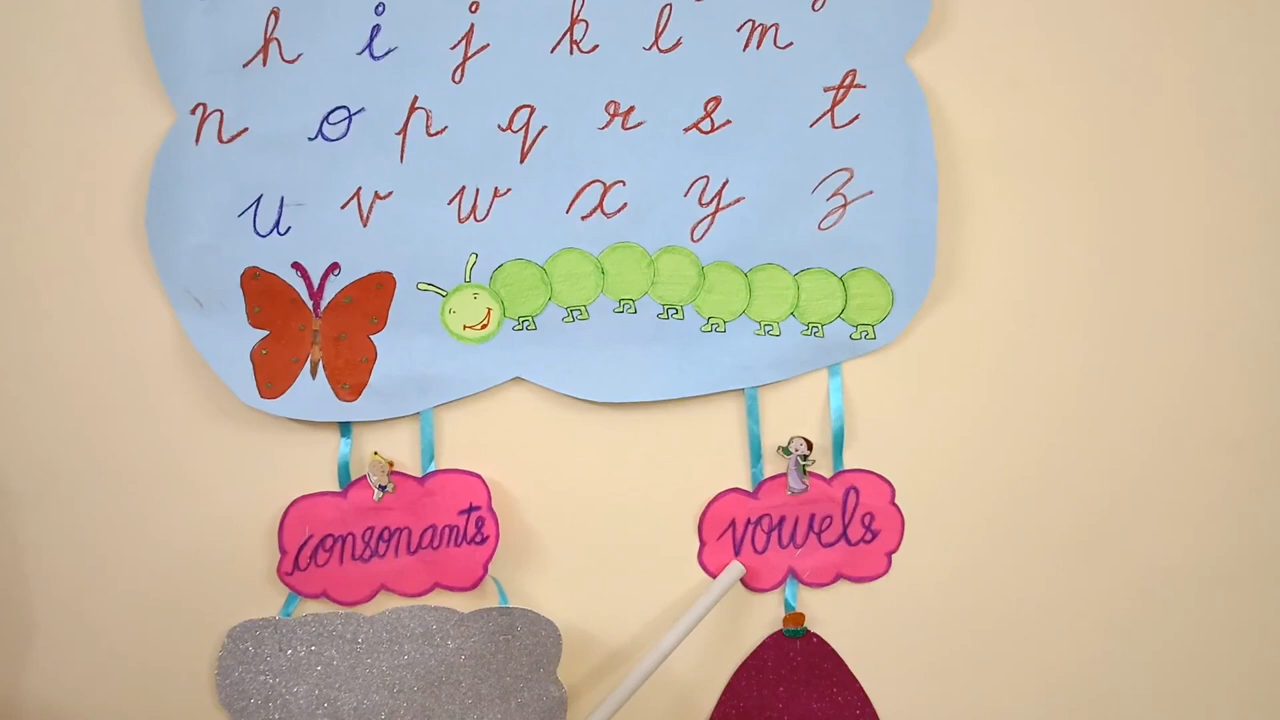 h i j k l m
n o p q r s t
u v w x y z
consonants
vowels